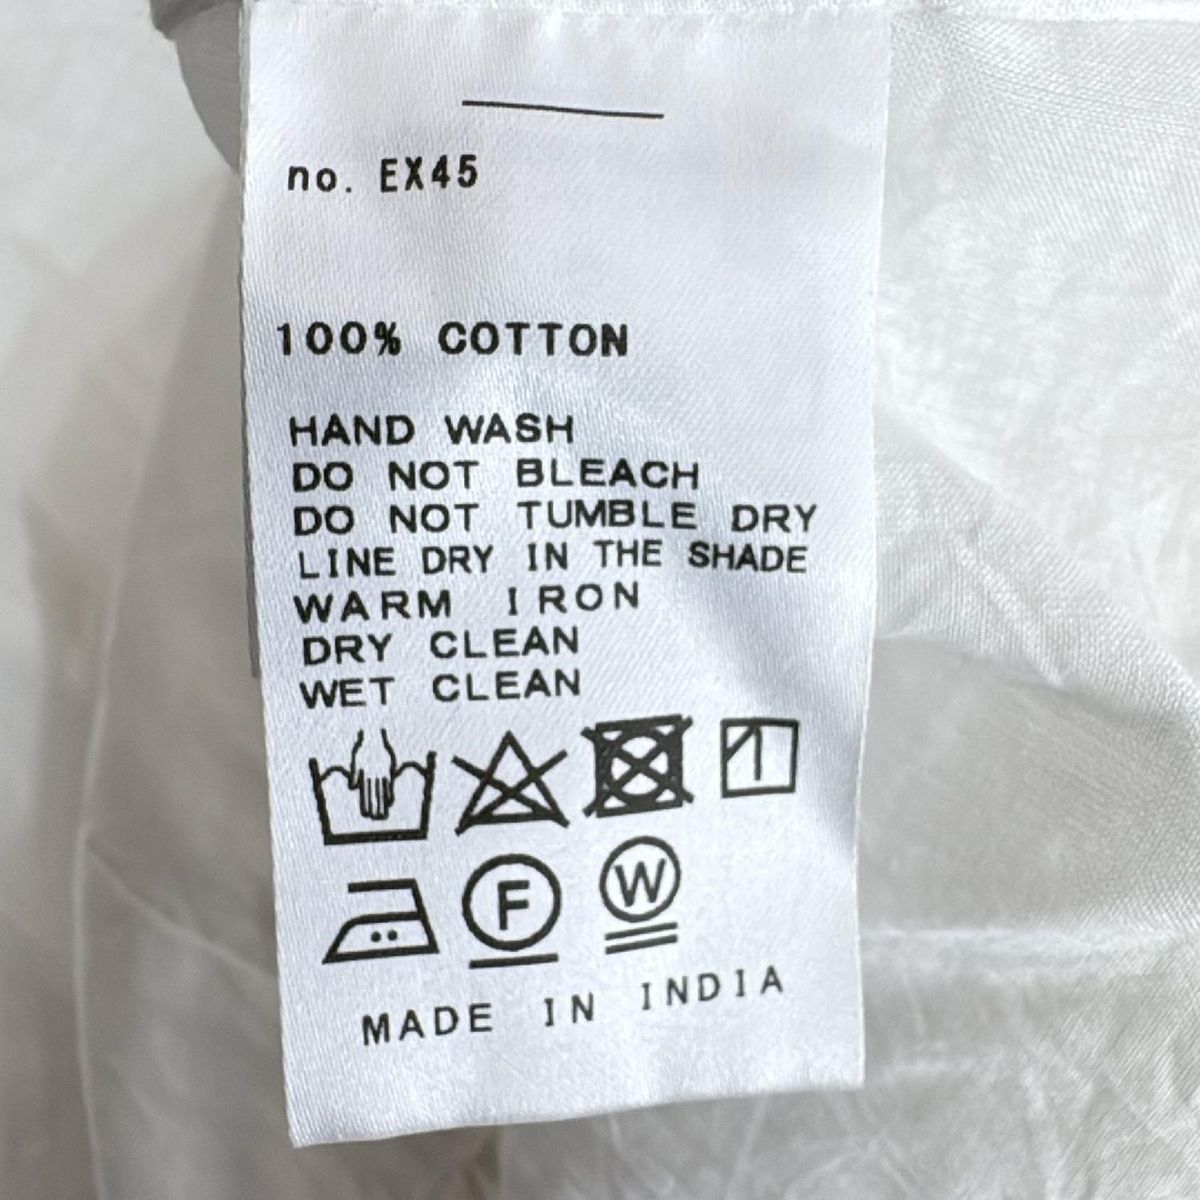 no. EX45
100% COTTON
HAND WASH
DO NOT BLEACH
DO NOT TUMBLE DRY
LINE DRY IN THE SHADE
WARM IRON
DRY CLEAN
WET CLEAN
F W
MADE IN INDIA